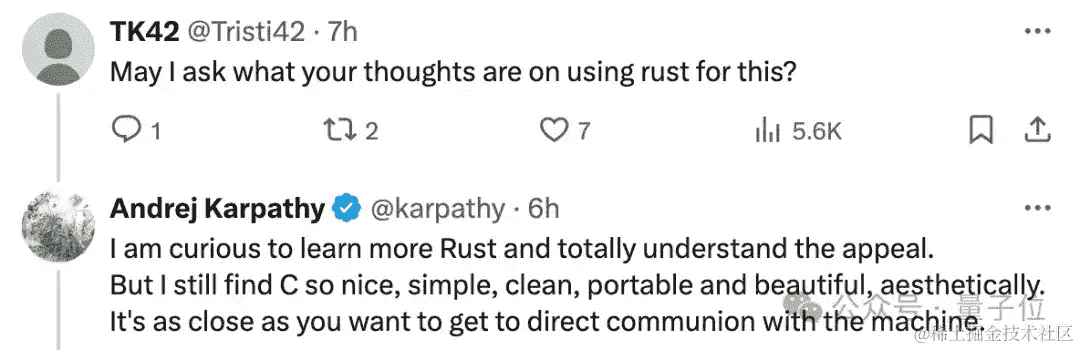 TK42 @Tristi42 · 7h
May I ask what your thoughts are on using rust for this?
1 2 7 5.6K
Andrej Karpathy @karpathy · 6h
I am curious to learn more Rust and totally understand the appeal.
But I still find C so nice, simple, clean, portable and beautiful, aesthetically.
It's as close as you want to get to direct communion with the machine.
公众号 · 量子位
@稀土掘金技术社区